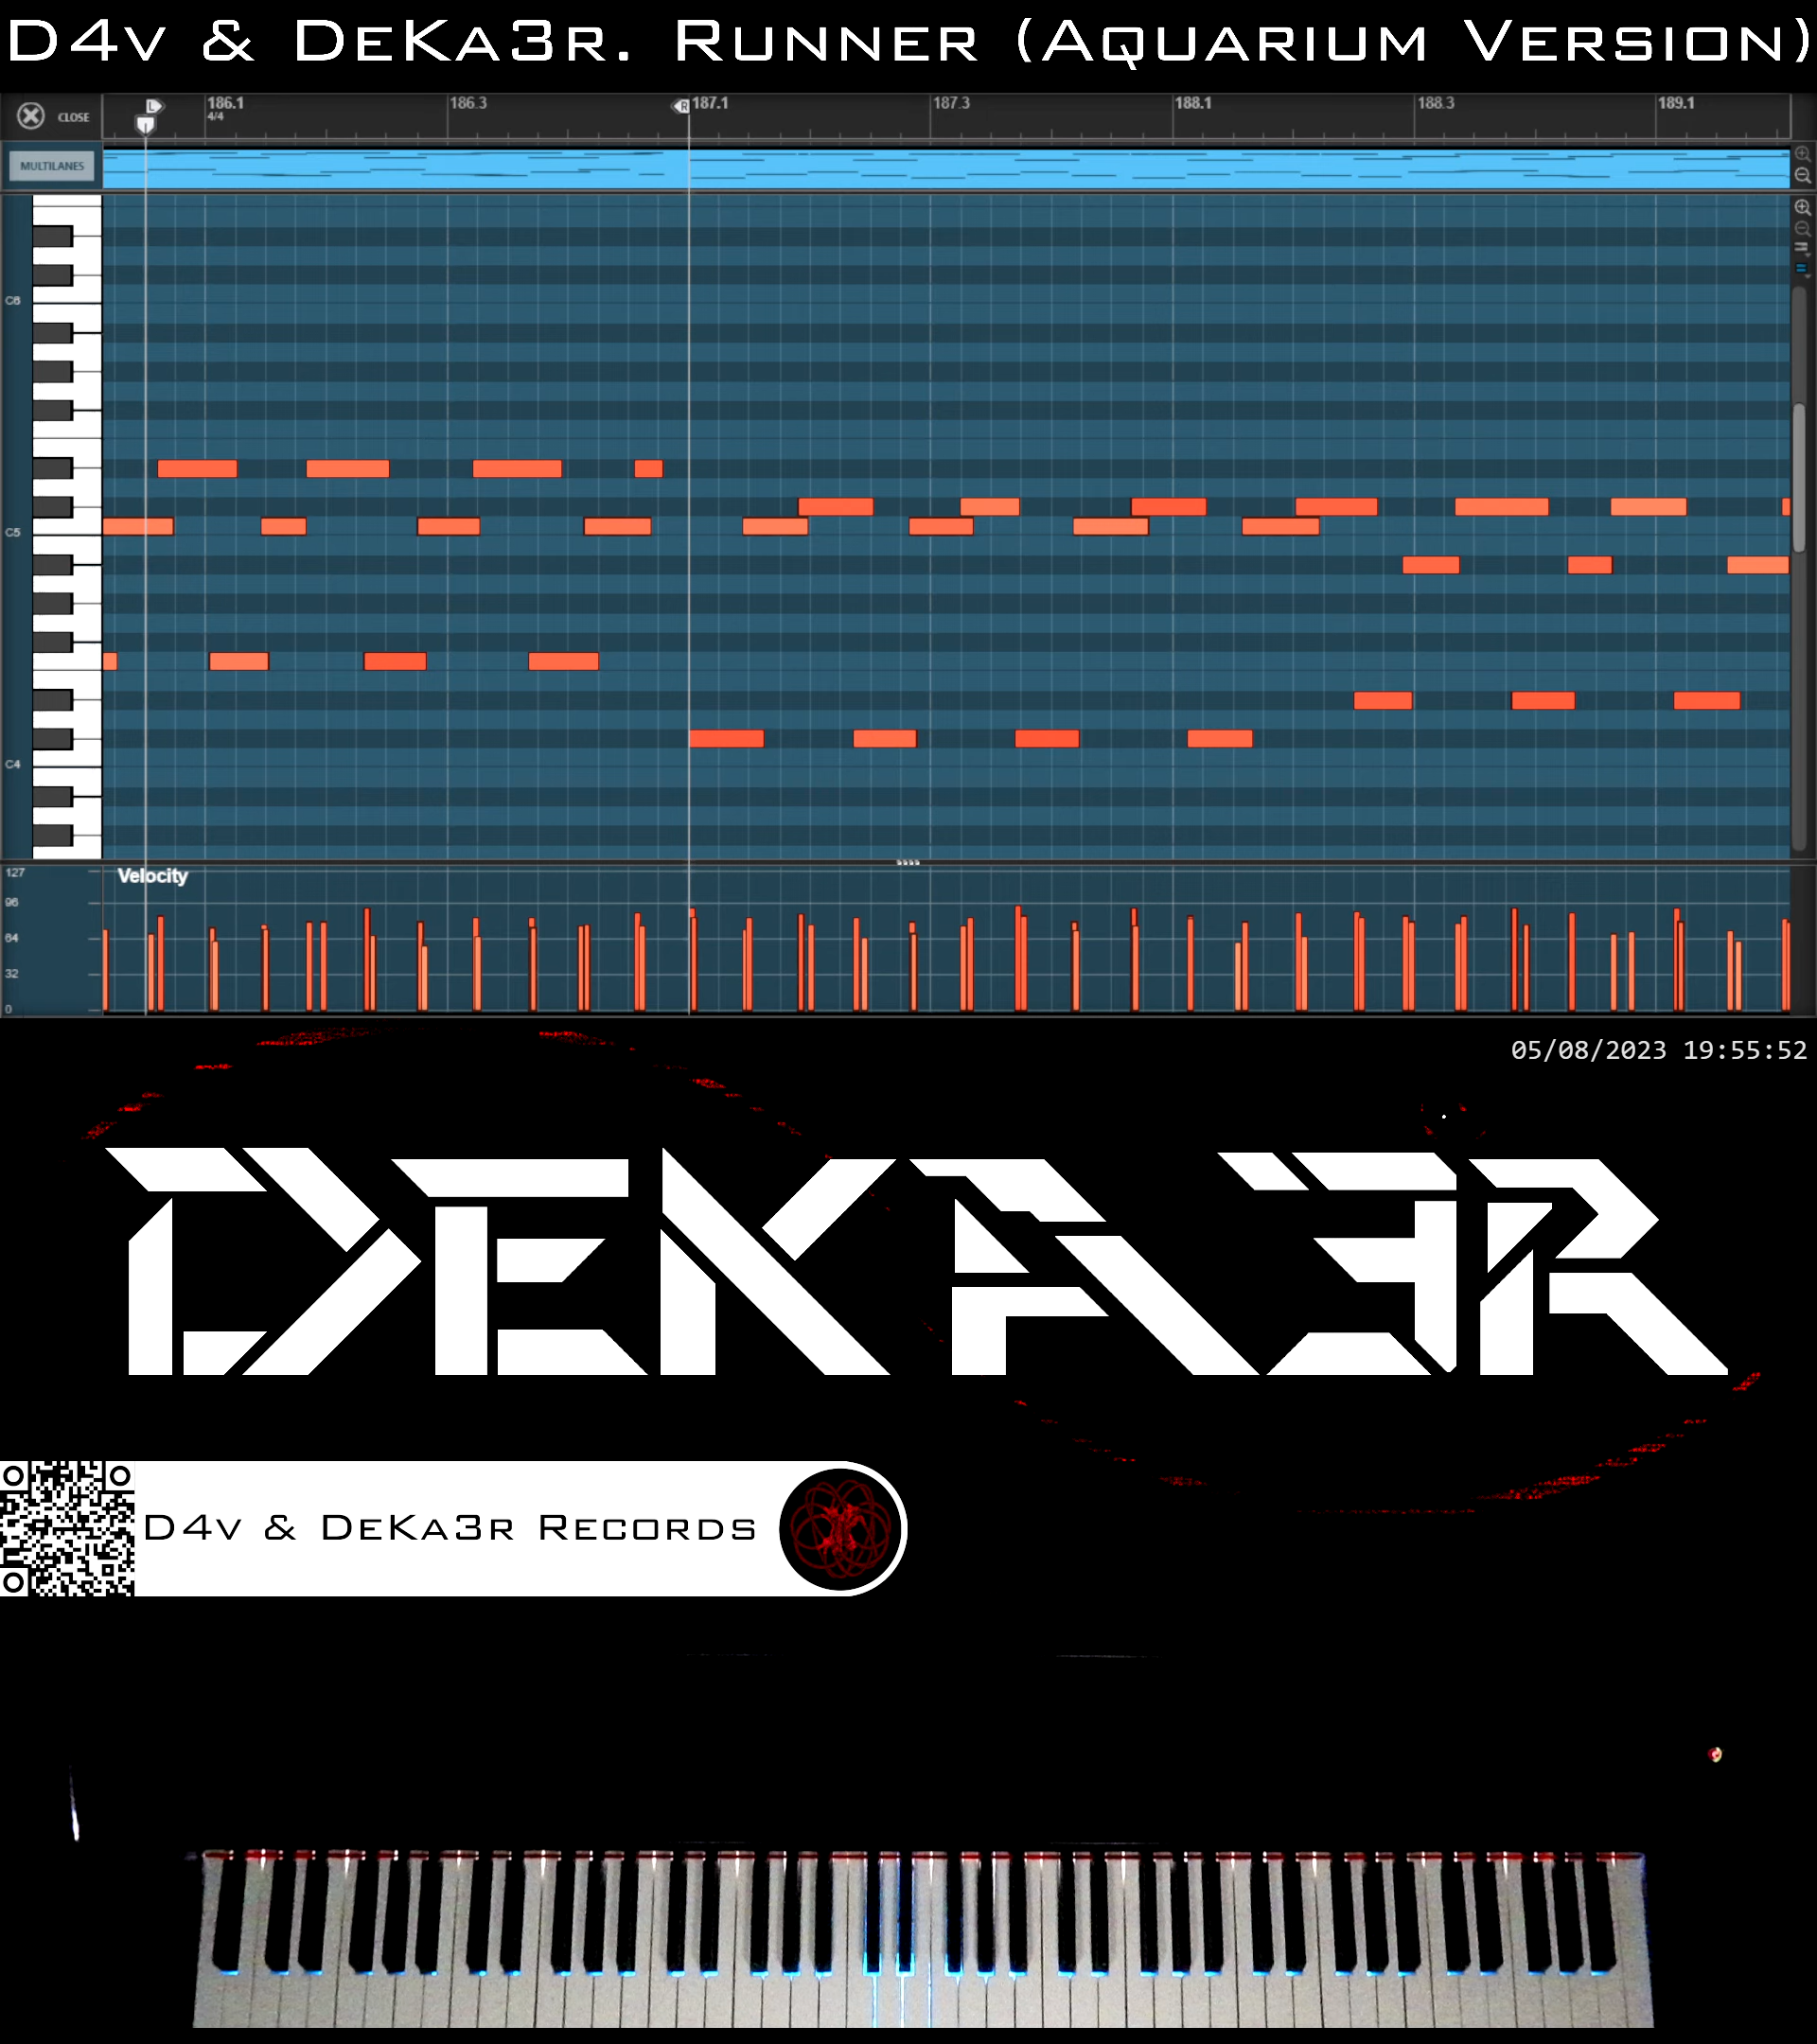 D4v & DeKa3r. Runner (Aquarium Version)
CLOSE
L
186.1
4/4
186.3
R
187.1
187.3
188.1
188.3
189.1
MULTILANES
C6
C5
C4
Velocity
127
96
64
32
0
05/08/2023 19:55:52
DEKA3R
D4v & DeKa3r Records